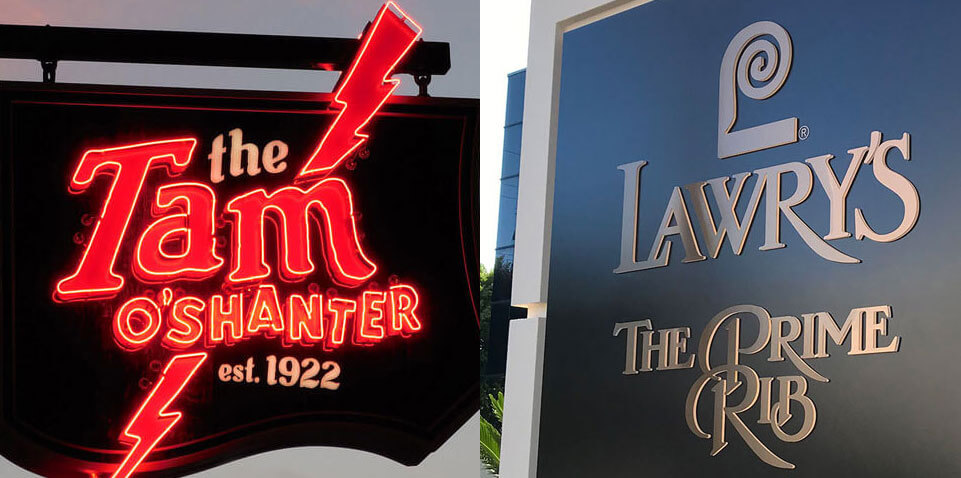 the
Tam
O'SHANTER
est. 1922
L®
LAWRY'S
THE PRIME
RIB